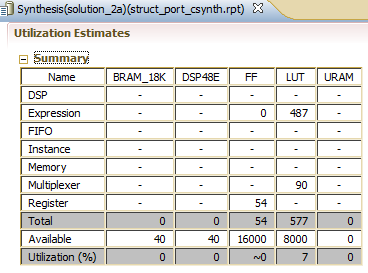 Synthesis(solution_2a)(struct_port_csynth.rpt)
Utilization Estimates
Summary
Name BRAM_18K DSP48E FF LUT URAM
DSP - - - - -
Expression - - 0 487 -
FIFO - - - - -
Instance - - - - -
Memory - - - - -
Multiplexer - - - 90 -
Register - - 54 - -
Total 0 0 54 577 0
Available 40 40 16000 8000 0
Utilization (%) 0 0 ~0 7 0